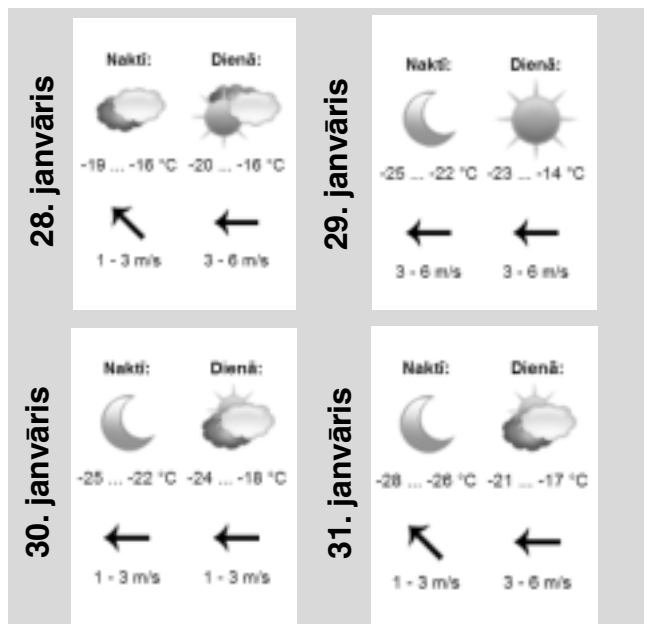 28. janvāris
Naktī: Dienā:
-19 ... -16 °C -20 ... -16 °C
1 - 3 m/s 3 - 6 m/s
29. janvāris
Naktī: Dienā:
-25 ... -22 °C -23 ... -14 °C
3 - 6 m/s 3 - 6 m/s
30. janvāris
Naktī: Dienā:
-25 ... -22 °C -24 ... -18 °C
1 - 3 m/s 1 - 3 m/s
31. janvāris
Naktī: Dienā:
-28 ... -26 °C -21 ... -17 °C
1 - 3 m/s 3 - 6 m/s